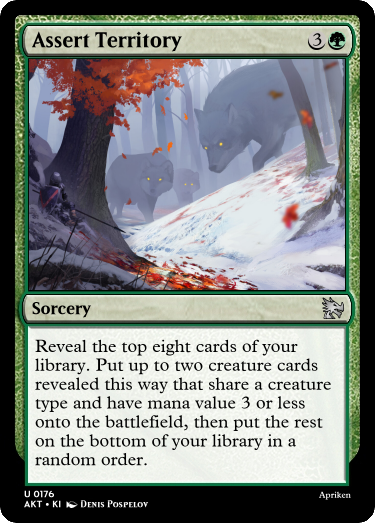 Assert Territory 3
Sorcery
Reveal the top eight cards of your
library. Put up to two creature cards
revealed this way that share a creature
type and have mana value 3 or less
onto the battlefield, then put the rest
on the bottom of your library in a
random order.
U 0176 Apriken
AKT • KI Denis Pospelov